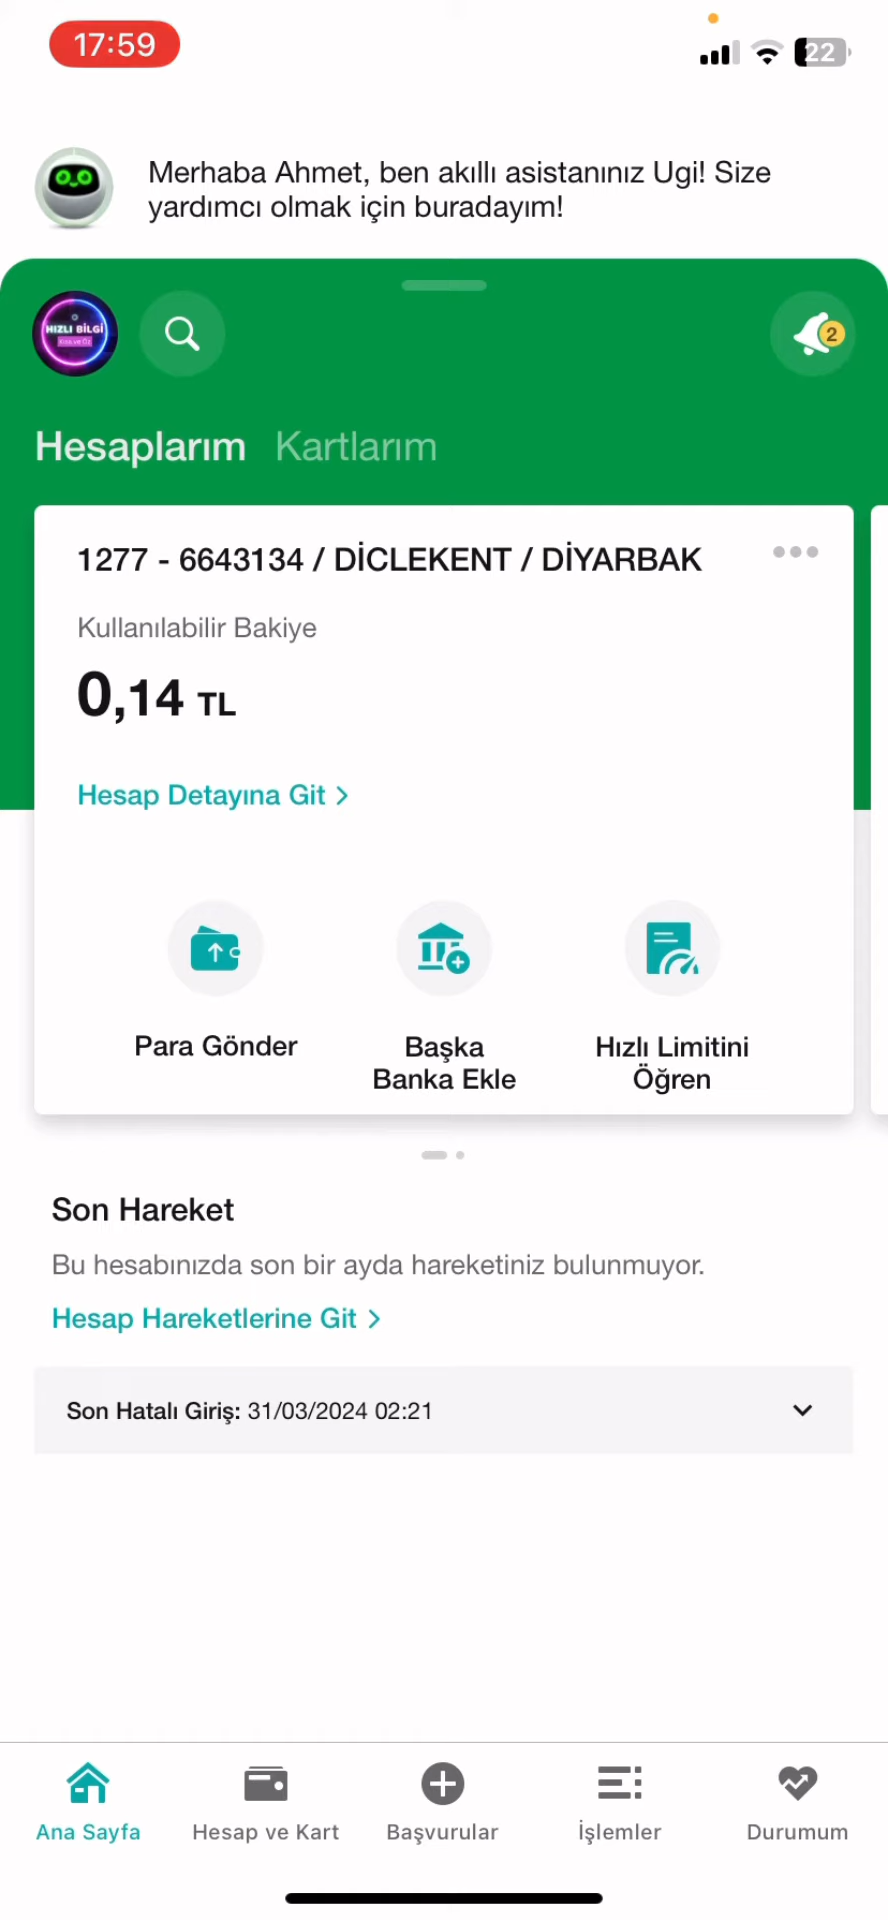 17:59
22
Merhaba Ahmet, ben akıllı asistanınız Ugi! Size
yardımcı olmak için buradayım!
HIZLI BİLGİ
Kısa ve Öz
2
Hesaplarım Kartlarım
1277 - 6643134 / DİCLEKENT / DİYARBAK
Kullanılabilir Bakiye
0,14 TL
Hesap Detayına Git
Para Gönder
Başka
Banka Ekle
Hızlı Limitini
Öğren
Son Hareket
Bu hesabınızda son bir ayda hareketiniz bulunmuyor.
Hesap Hareketlerine Git
Son Hatalı Giriş: 31/03/2024 02:21
Ana Sayfa
Hesap ve Kart
Başvurular
İşlemler
Durumum